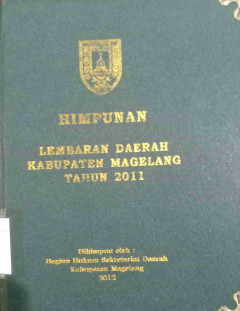 HIMPUNAN
LEMBARAN DAERAH
KABUPATEN MAGELANG
TAHUN 2011
Dihimpun oleh :
Bagian Hukum Sekretariat Daerah
Kabupaten Magelang
2012